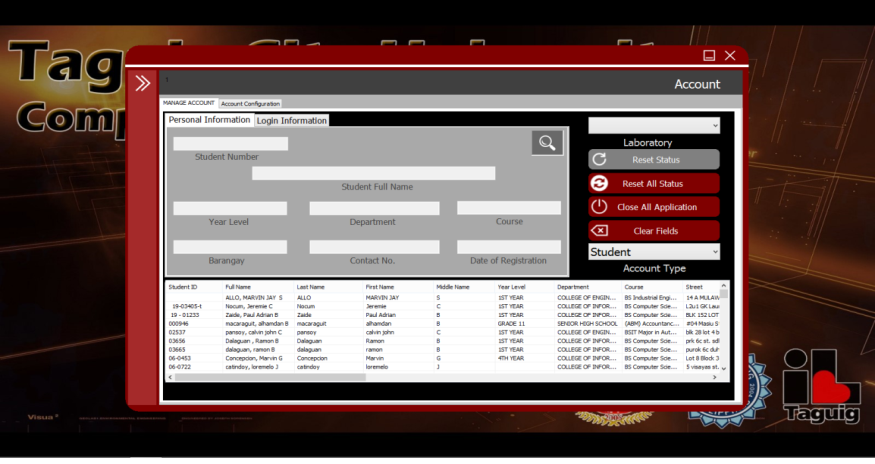 Tag
Comp
Account
MANAGE ACCOUNT Account Configuration
Personal Information Login Information
Student Number
Student Full Name
Year Level Department Course
Barangay Contact No. Date of Registration
Laboratory
Reset Status
Reset All Status
Close All Application
Clear Fields
Student
Account Type
Student ID Full Name Last Name First Name Middle Name Year Level Department Course Street
ALLO, MARVIN JAY S ALLO MARVIN JAY S 1ST YEAR COLLEGE OF ENGIN... BS Industrial Engi... 14 A MULAWI
19-03405-t Nocum, Jeremie C Nocum Jeremie C 1ST YEAR COLLEGE OF INFOR... BS Computer Scie... L2u1 GK Laur
19 - 01233 Zaide, Paul Adrian B Zaide Paul Adrian B 1ST YEAR COLLEGE OF INFOR... BS Computer Scie... BLK 152 LOT
000946 macaraguit, alhamdan B macaraguit alhamdan B GRADE 11 SENIOR HIGH SCHOOL (ABM) Accountanc... #04 Masu S
02537 pansoy, calvin john C pansoy calvin john C 1ST YEAR COLLEGE OF ENGIN... BSIT Major in Aut... blk 28 lot 4 b
03656 Dalaguan , Ramon B Dalaguan Ramon B 1ST YEAR COLLEGE OF INFOR... BS Computer Scie... prk 6c st. adl
03665 dalaguan, ramon B dalaguan ramon B 1ST YEAR COLLEGE OF INFOR... BS Computer Scie... purok 6c duh
06-0453 Concepcion, Marvin G Concepcion Marvin G 4TH YEAR COLLEGE OF INFOR... BS Computer Scie... Lot 8 Block 3
06-0722 catindoy, loremelo J catindoy loremelo J COLLEGE OF INFOR... BS Computer Scie... 5 visayas st.
Visua
Taguig